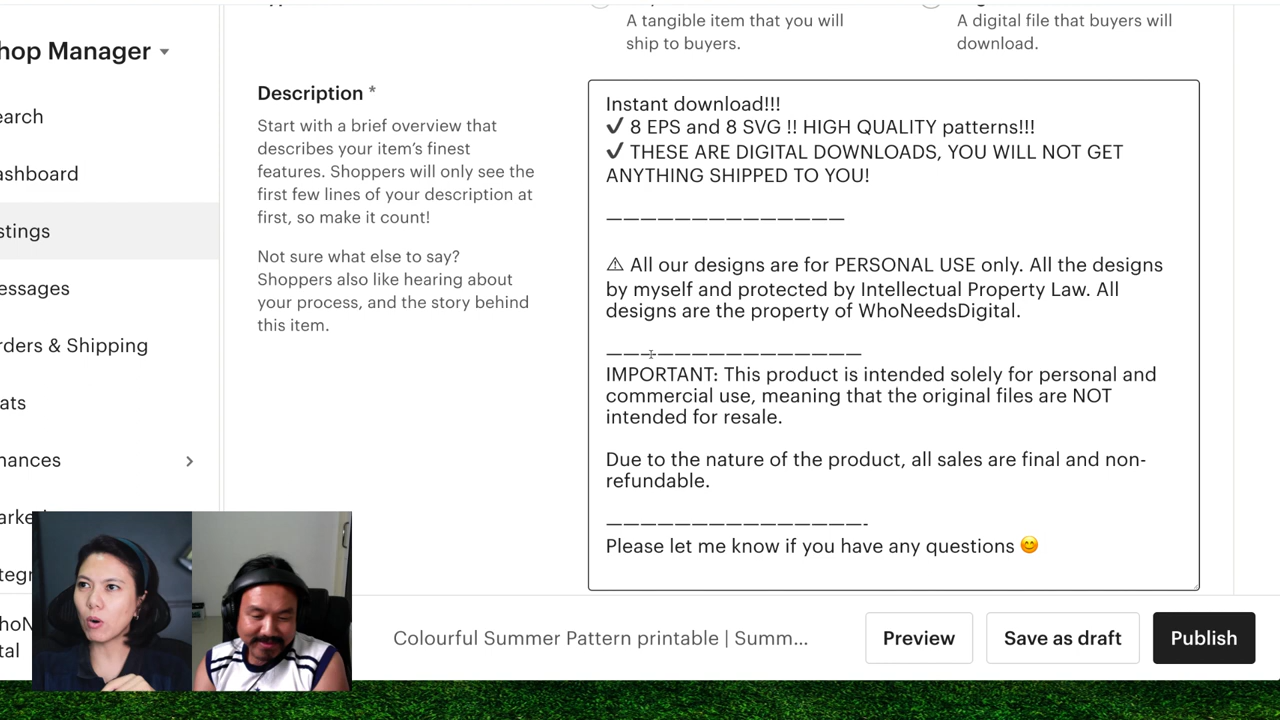 hop Manager
earch
ashboard
stings
essages
rders & Shipping
ats
nances
arke
tegr
hoN
tal
A tangible item that you will
ship to buyers.
A digital file that buyers will
download.
Description *
Start with a brief overview that
describes your item's finest
features. Shoppers will only see the
first few lines of your description at
first, so make it count!
Not sure what else to say?
Shoppers also like hearing about
your process, and the story behind
this item.
Instant download!!!
✔ 8 EPS and 8 SVG !! HIGH QUALITY patterns!!!
✔ THESE ARE DIGITAL DOWNLOADS, YOU WILL NOT GET
ANYTHING SHIPPED TO YOU!
——————————————
⚠ All our designs are for PERSONAL USE only. All the designs
by myself and protected by Intellectual Property Law. All
designs are the property of WhoNeedsDigital.
———————————————
IMPORTANT: This product is intended solely for personal and
commercial use, meaning that the original files are NOT
intended for resale.
Due to the nature of the product, all sales are final and non-
refundable.
———————————————-
Please let me know if you have any questions 😊
Colourful Summer Pattern printable | Summ...
Preview
Save as draft
Publish